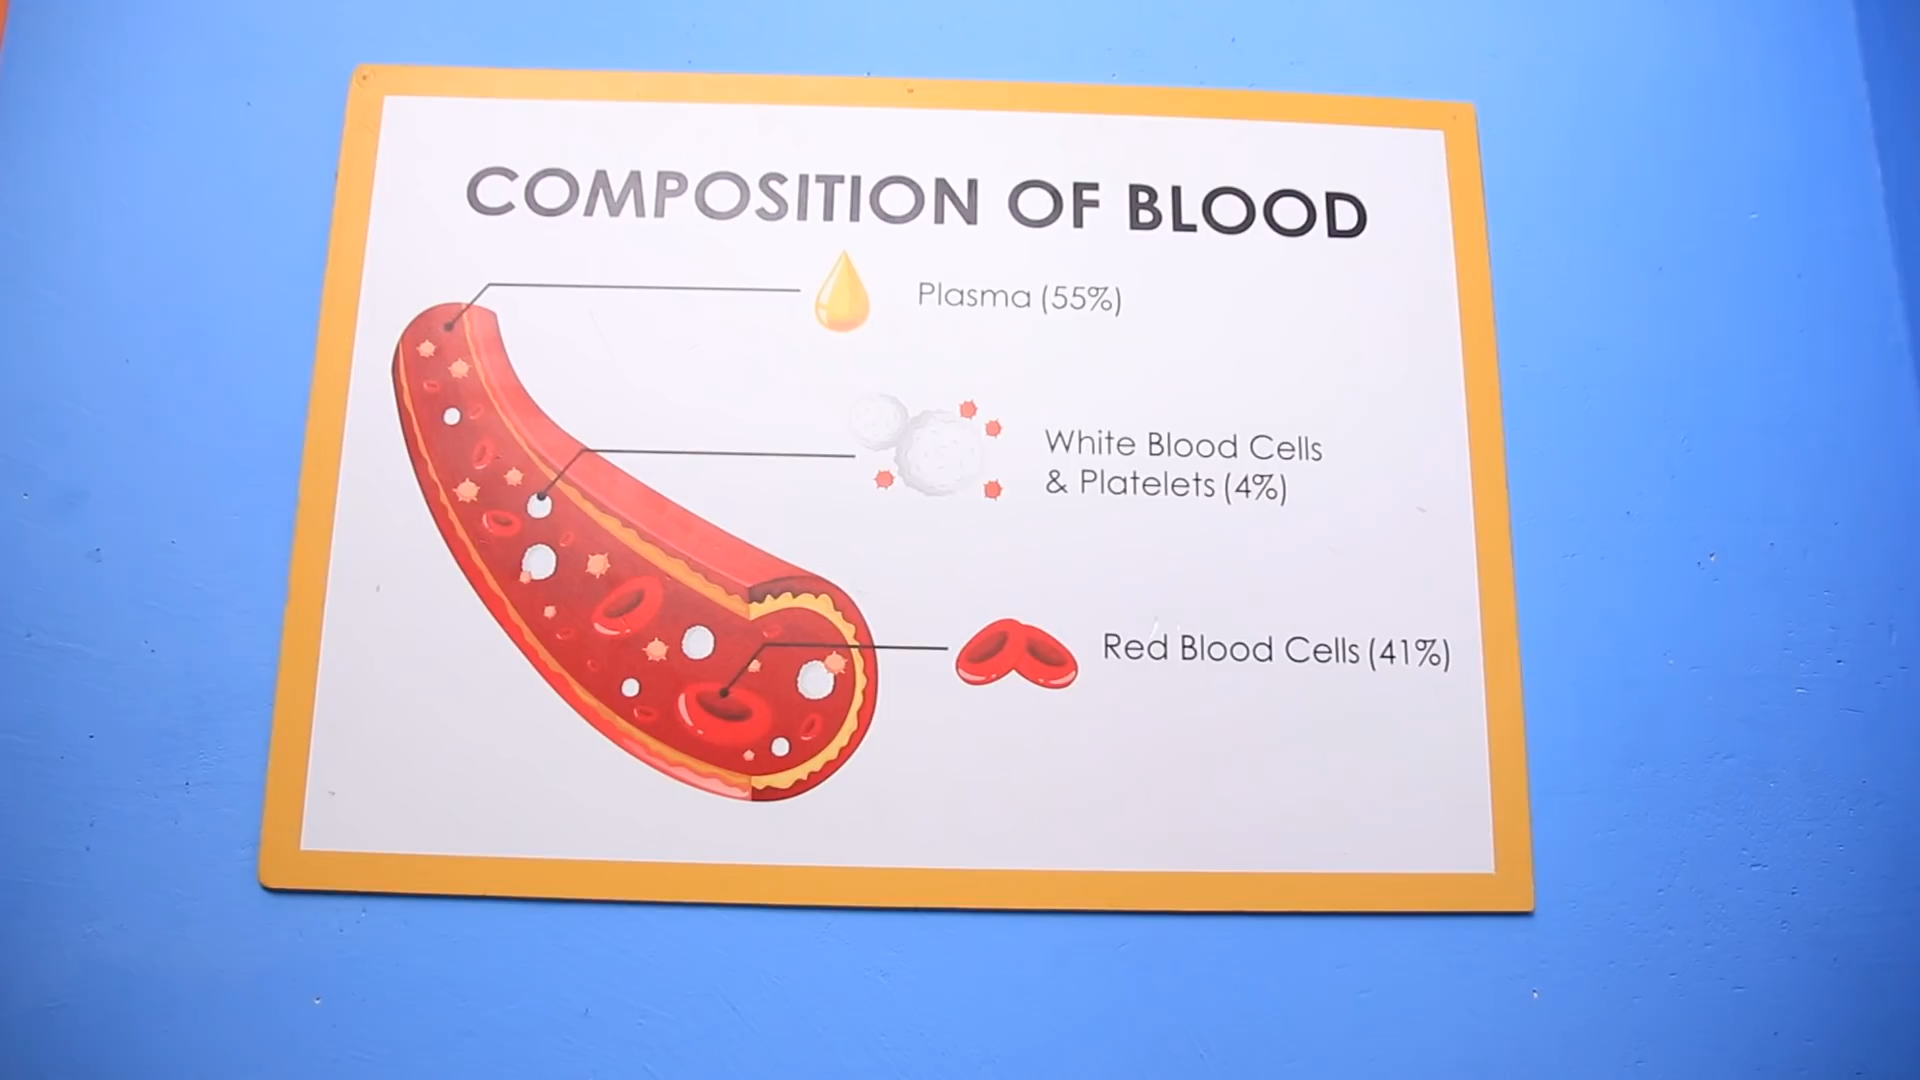 COMPOSITION OF BLOOD
Plasma (55%)
White Blood Cells
& Platelets (4%)
Red Blood Cells (41%)